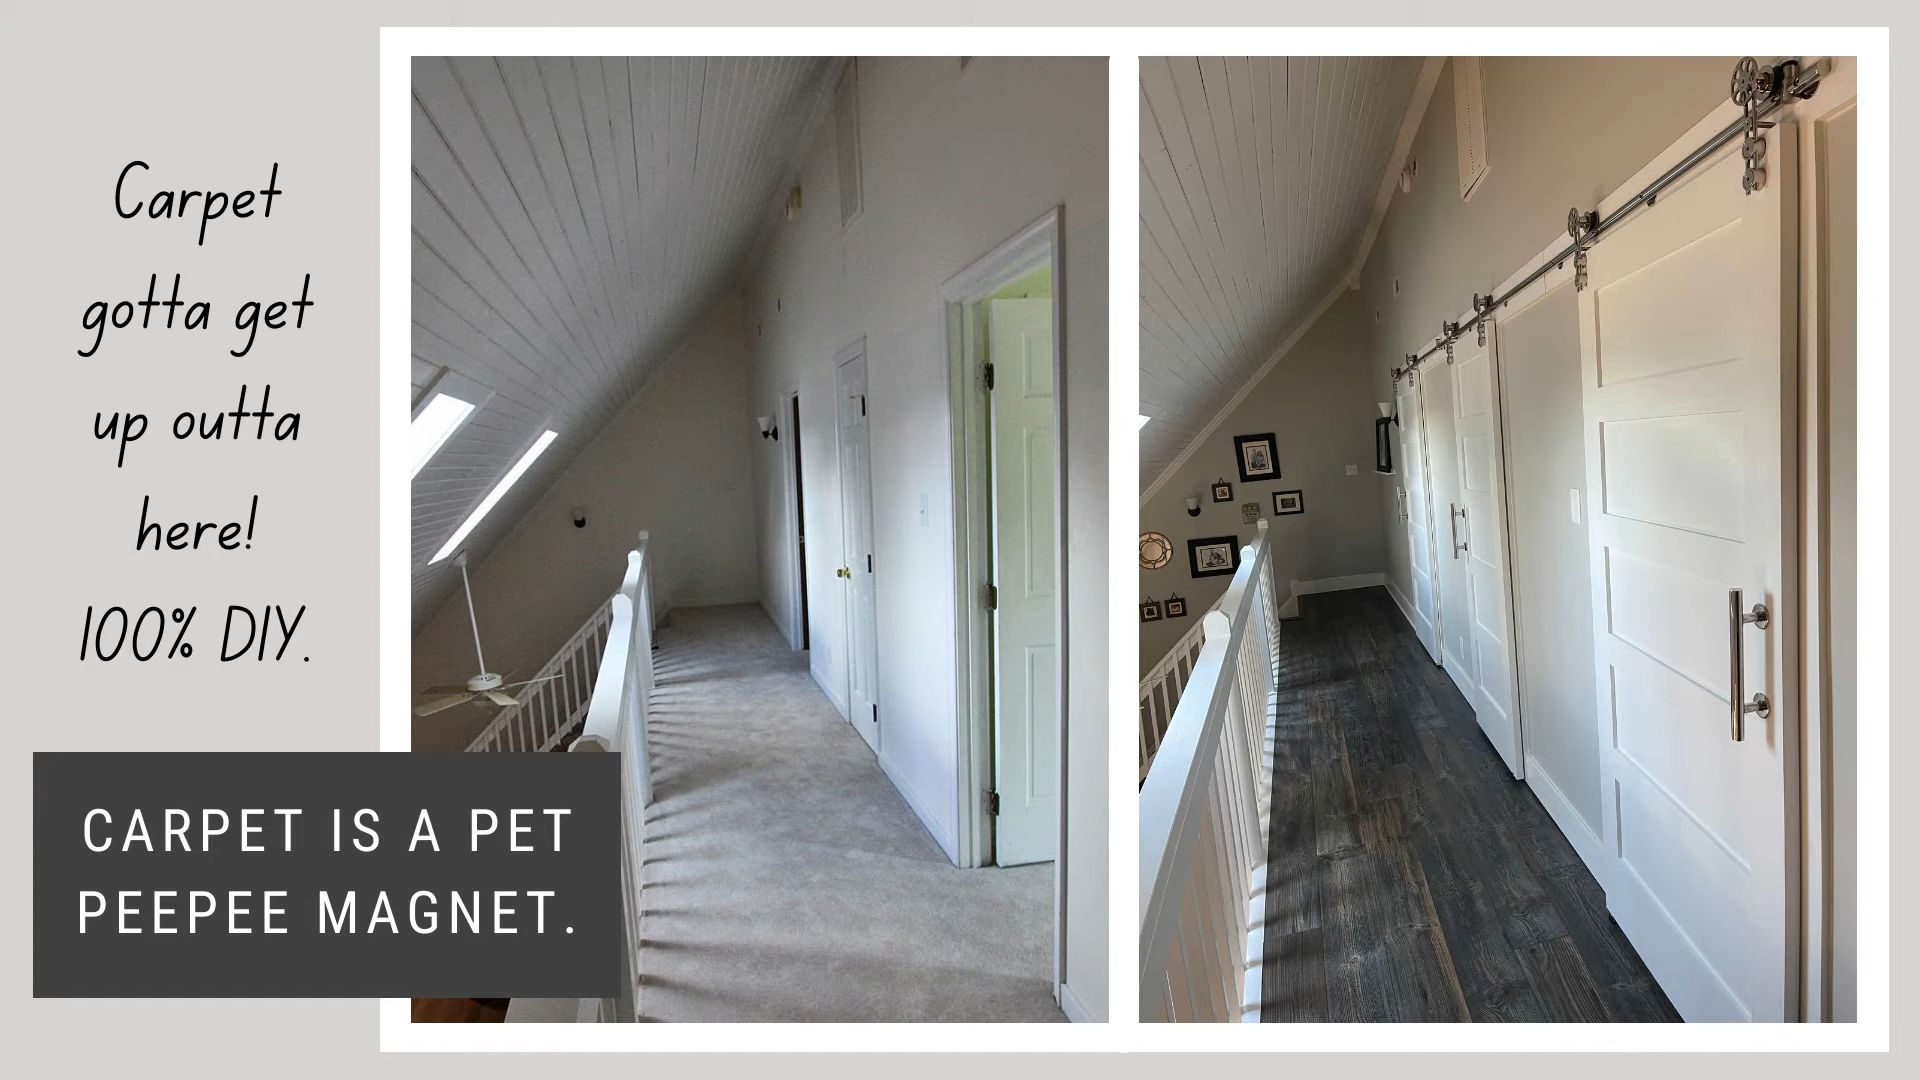 Carpet
gotta get
up outta
here!
100% DIY.
CARPET IS A PET
PEEPEE MAGNET.